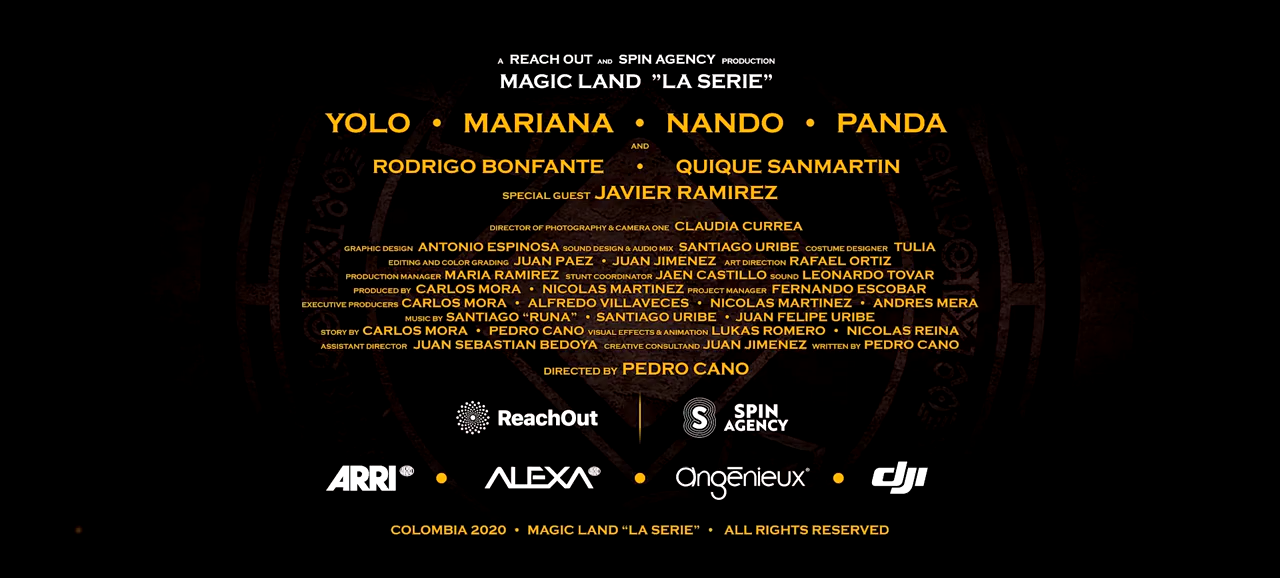 A REACH OUT AND SPIN AGENCY PRODUCTION
MAGIC LAND "LA SERIE"
YOLO • MARIANA • NANDO • PANDA
AND
RODRIGO BONFANTE • QUIQUE SANMARTIN
SPECIAL GUEST JAVIER RAMIREZ
DIRECTOR OF PHOTOGRAPHY & CAMERA ONE CLAUDIA CURREA
GRAPHIC DESIGN ANTONIO ESPINOSA SOUND DESIGN & AUDIO MIX SANTIAGO URIBE COSTUME DESIGNER TULIA
EDITING AND COLOR GRADING JUAN PAEZ • JUAN JIMENEZ ART DIRECTION RAFAEL ORTIZ
PRODUCTION MANAGER MARIA RAMIREZ STUNT COORDINATOR JAEN CASTILLO SOUND LEONARDO TOVAR
PRODUCED BY CARLOS MORA • NICOLAS MARTINEZ PROJECT MANAGER FERNANDO ESCOBAR
EXECUTIVE PRODUCERS CARLOS MORA • ALFREDO VILLAVECES • NICOLAS MARTINEZ • ANDRES MERA
MUSIC BY SANTIAGO "RUNA" • SANTIAGO URIBE • JUAN FELIPE URIBE
STORY BY CARLOS MORA • PEDRO CANO VISUAL EFFECTS & ANIMATION LUKAS ROMERO • NICOLAS REINA
ASSISTANT DIRECTOR JUAN SEBASTIAN BEDOYA CREATIVE CONSULTAND JUAN JIMENEZ WRITTEN BY PEDRO CANO
DIRECTED BY PEDRO CANO
ReachOut S SPIN AGENCY
ARRI • ALEXA • angēnieux® • dji
COLOMBIA 2020 • MAGIC LAND "LA SERIE" • ALL RIGHTS RESERVED